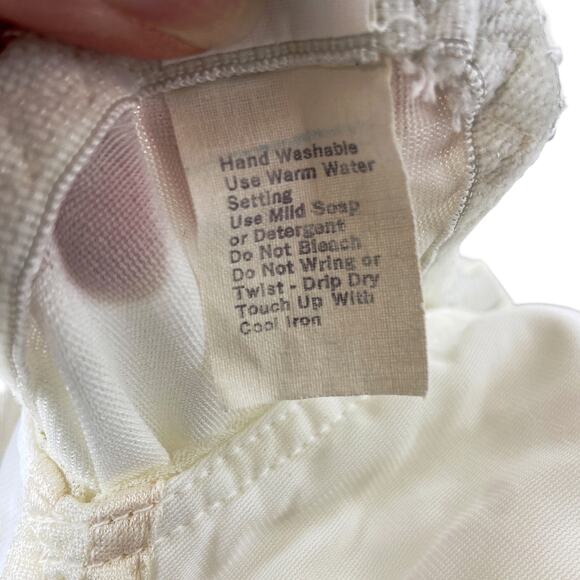 Hand Washable
Use Warm Water
Setting
Use Mild Soap
or Detergent
Do Not Bleach
Do Not Wring or
Twist - Drip Dry
Touch Up With
Cool Iron